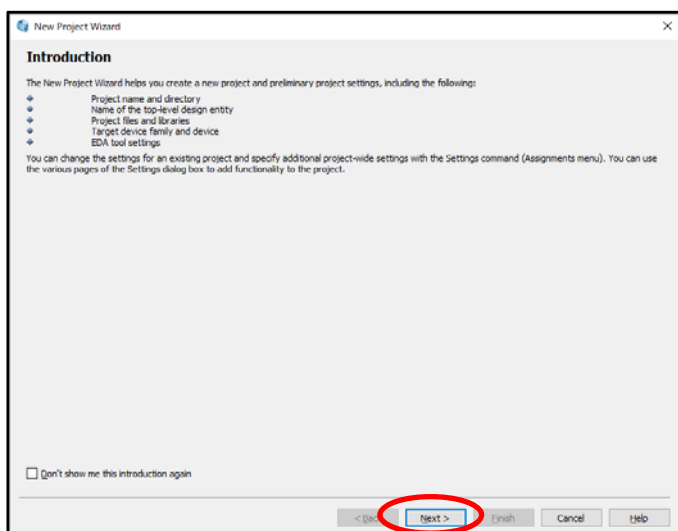 New Project Wizard
Introduction
The New Project Wizard helps you create a new project and preliminary project settings, including the following:
Project name and directory
Name of the top-level design entity
Project files and libraries
Target device family and device
EDA tool settings
You can change the settings for an existing project and specify additional project-wide settings with the Settings command (Assignments menu). You can use
the various pages of the Settings dialog box to add functionality to the project.
Don't show me this introduction again
< Back Next > Finish Cancel Help